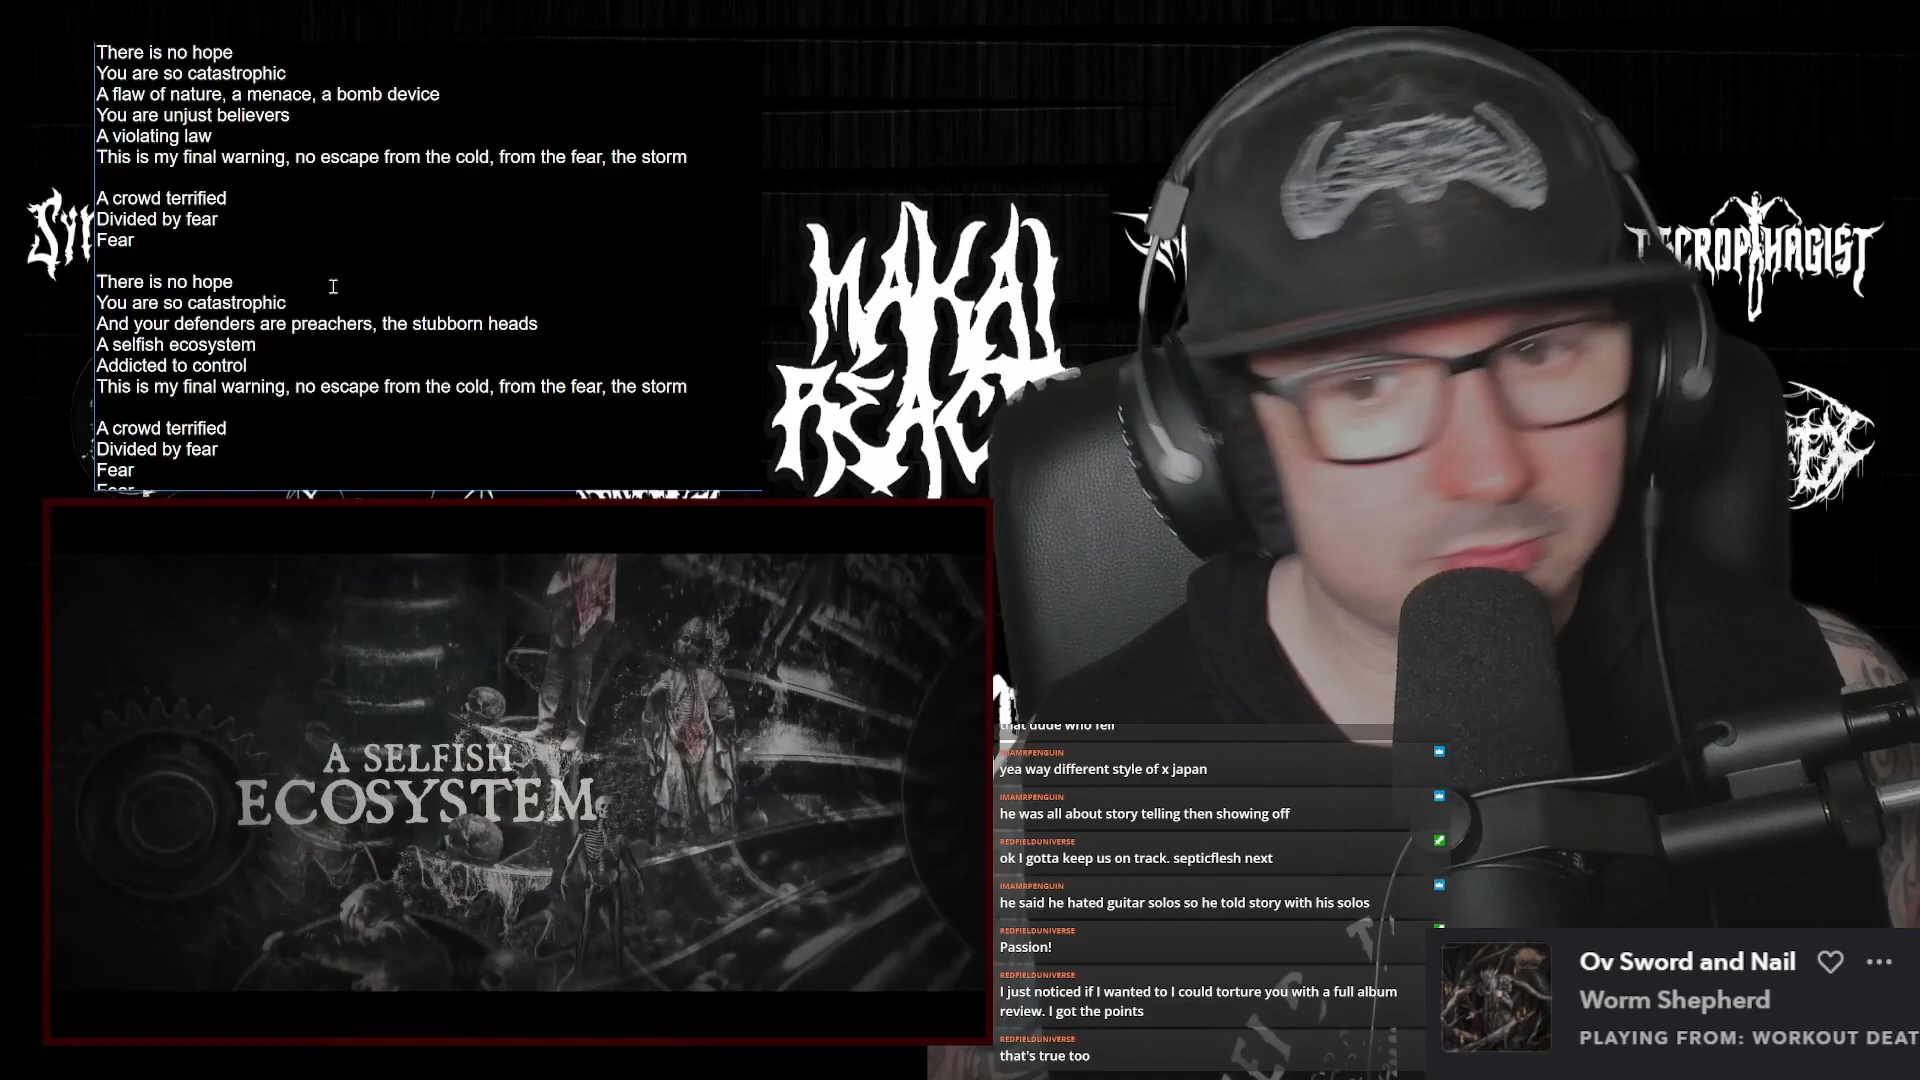 There is no hope
You are so catastrophic
A flaw of nature, a menace, a bomb device
You are unjust believers
A violating law
This is my final warning, no escape from the cold, from the fear, the storm
A crowd terrified
Divided by fear
Fear
There is no hope
You are so catastrophic
And your defenders are preachers, the stubborn heads
A selfish ecosystem
Addicted to control
This is my final warning, no escape from the cold, from the fear, the storm
A crowd terrified
Divided by fear
Fear
Fear
MAKAI
REAC
A SELFISH
ECOSYSTEM
that dude who fell
IMAMRPENGUIN
yea way different style of x japan
IMAMRPENGUIN
he was all about story telling then showing off
REDFIELDUNIVERSE
ok I gotta keep us on track. septicflesh next
IMAMRPENGUIN
he said he hated guitar solos so he told story with his solos
REDFIELDUNIVERSE
Passion!
REDFIELDUNIVERSE
I just noticed if I wanted to I could torture you with a full album
review. I got the points
REDFIELDUNIVERSE
that's true too
Ov Sword and Nail
Worm Shepherd
PLAYING FROM: WORKOUT DEAT